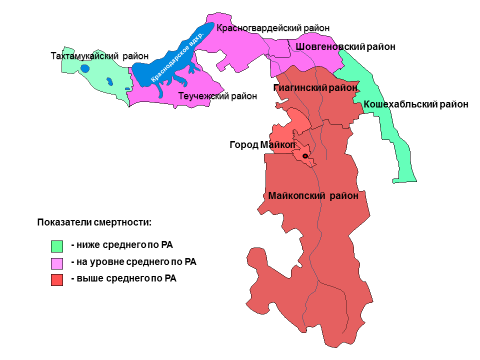 Красногвардейский район
Шовгеновский район
Тахтамукайский район
Краснодарское вдхр.
Теучежский район
Гиагинский район
Кошехабльский район
Город Майкоп
Майкопский район
Показатели смертности:
- ниже среднего по РА
- на уровне среднего по РА
- выше среднего по РА